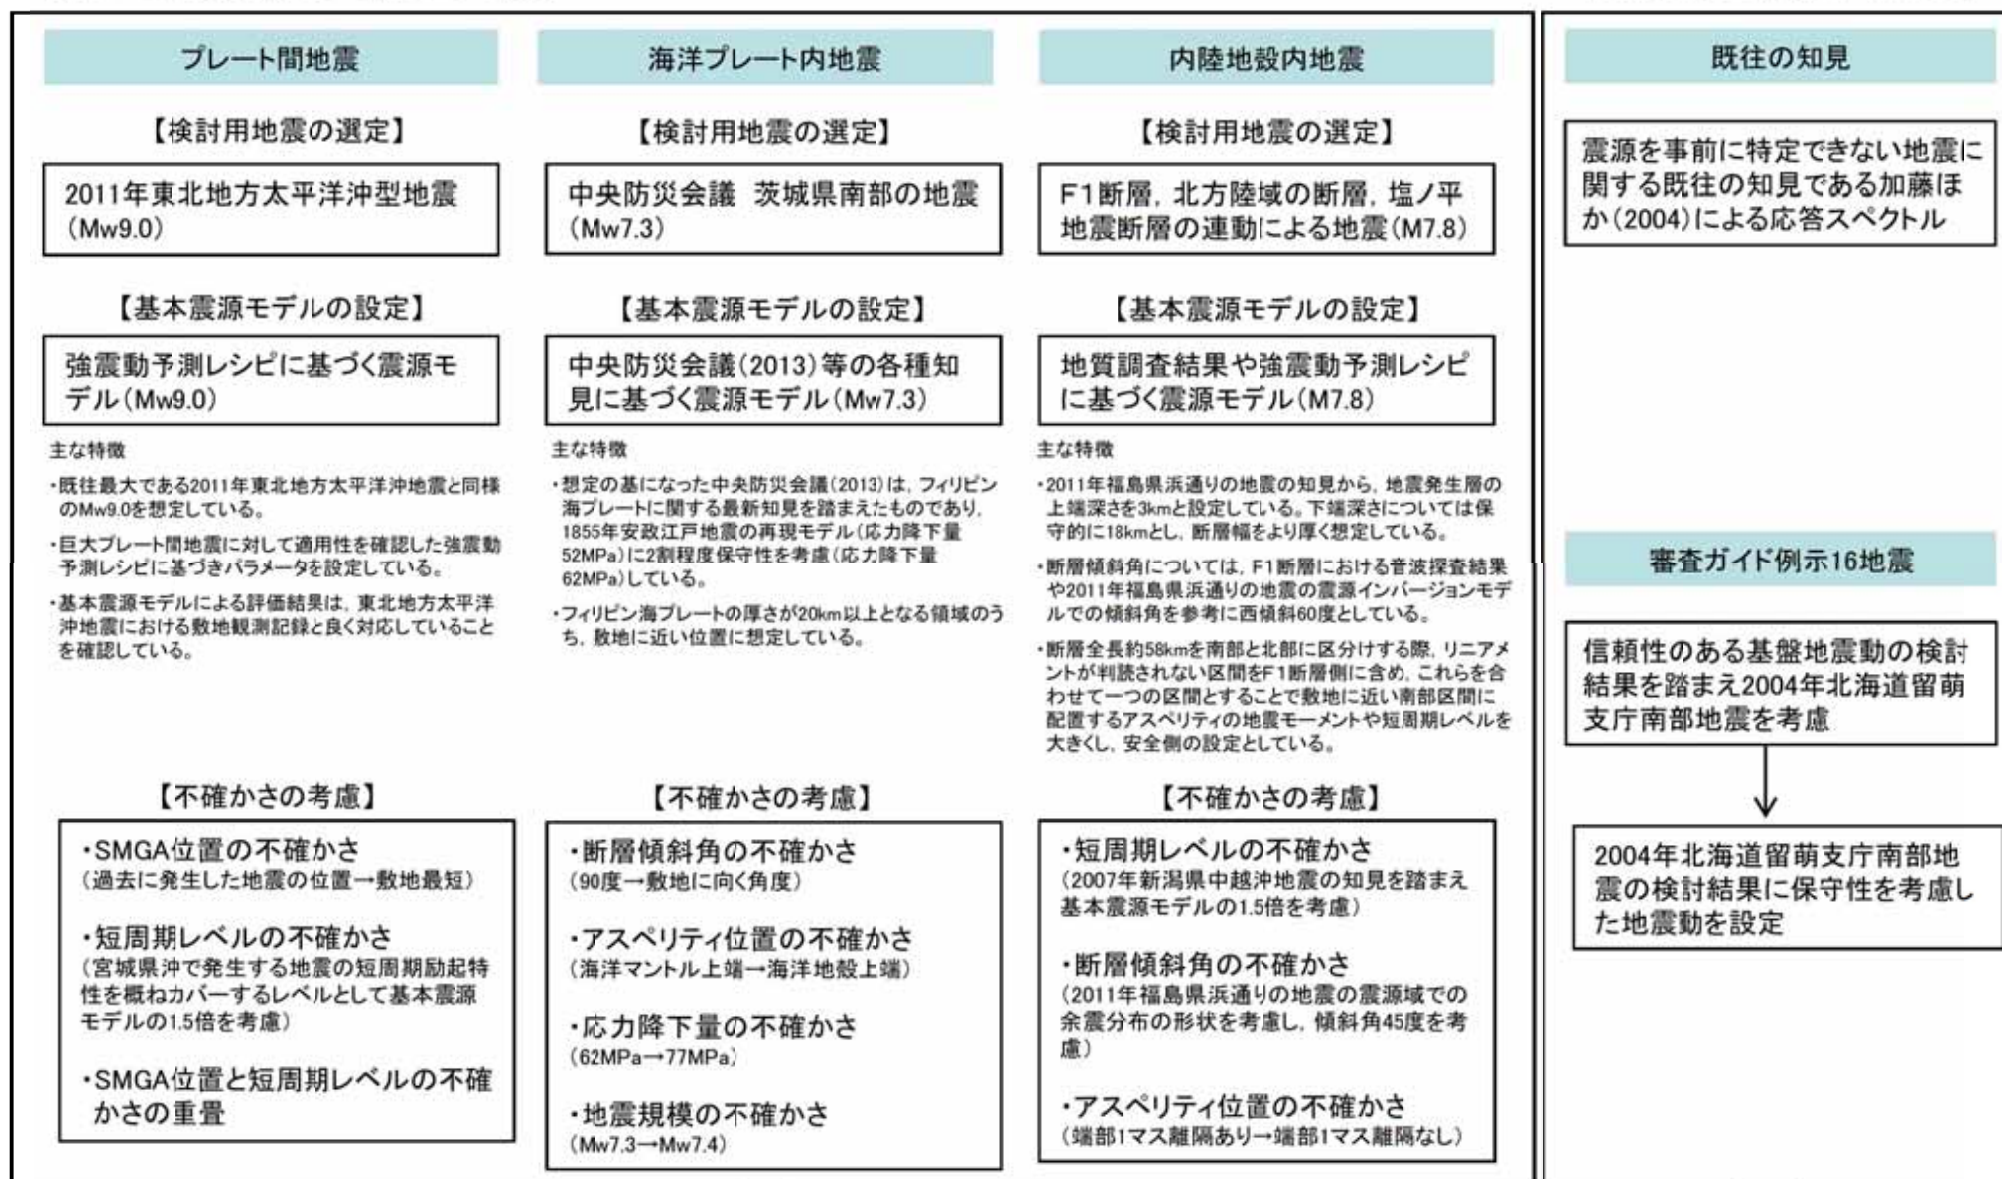 プレート間地震
【検討用地震の選定】
2011年東北地方太平洋沖型地震
(Mw9.0)
【基本震源モデルの設定】
強震動予測レシピに基づく震源モ
デル(Mw9.0)
主な特徴
・既往最大である2011年東北地方太平洋沖地震と同様
のMw9.0を想定している。
・巨大プレート間地震に対して適用性を確認した強震動
予測レシピに基づきパラメータを設定している。
・基本震源モデルによる評価結果は、東北地方太平洋
沖地震における敷地観測記録と良く対応していること
を確認している。
【不確かさの考慮】
・SMGA位置の不確かさ
(過去に発生した地震の位置→敷地最短)
・短周期レベルの不確かさ
(宮城県沖で発生する地震の短周期励起特
性を概ねカバーするレベルとして基本震源
モデルの1.5倍を考慮)
・SMGA位置と短周期レベルの不確
かさの重畳
海洋プレート内地震
【検討用地震の選定】
中央防災会議 茨城県南部の地震
(Mw7.3)
【基本震源モデルの設定】
中央防災会議(2013)等の各種知
見に基づく震源モデル(Mw7.3)
主な特徴
・想定の基になった中央防災会議(2013)は、フィリピン
海プレートに関する最新知見を踏まえたものであり、
1855年安政江戸地震の再現モデル(応力降下量
52MPa)に2割程度保守性を考慮(応力降下量
62MPa)している。
・フィリピン海プレートの厚さが20km以上となる領域のう
ち、敷地に近い位置に想定している。
【不確かさの考慮】
・断層傾斜角の不確かさ
(90度→敷地に向く角度)
・アスペリティ位置の不確かさ
(海洋マントル上端→海洋地殻上端)
・応力降下量の不確かさ
(62MPa→77MPa)
・地震規模の不確かさ
(Mw7.3→Mw7.4)
内陸地殻内地震
【検討用地震の選定】
F1断層，北方陸域の断層，塩ノ平
地震断層の連動による地震(M7.8)
【基本震源モデルの設定】
地質調査結果や強震動予測レシピ
に基づく震源モデル(M7.8)
主な特徴
・2011年福島県浜通りの地震の知見から、地震発生層の
上端深さを3kmと設定している。下端深さについては保
守的に18kmとし、断層幅をより厚く想定している。
・断層傾斜角については、F1断層における音波探査結果
や2011年福島県浜通りの地震の震源インバージョンモデ
ルでの傾斜角を参考に西傾斜60度としている。
・断層全長約58kmを南部と北部に区分けする際、リニアメ
ントが判読されない区間をF1断層側に含め、これらを合
わせて一つの区間とすることで敷地に近い南部区間に
配置するアスペリティの地震モーメントや短周期レベルを
大きくし、安全側の設定としている。
【不確かさの考慮】
・短周期レベルの不確かさ
(2007年新潟県中越沖地震の知見を踏まえ
基本震源モデルの1.5倍を考慮)
・断層傾斜角の不確かさ
(2011年福島県浜通りの地震の震源域での
余震分布の形状を考慮し、傾斜角45度を考
慮)
・アスペリティ位置の不確かさ
(端部1マス離隔あり→端部1マス離隔なし)
既往の知見
震源を事前に特定できない地震に
関する既往の知見である加藤ほ
か(2004)による応答スペクトル
審査ガイド例示16地震
信頼性のある基盤地震動の検討
結果を踏まえ2004年北海道留萌
支庁南部地震を考慮
2004年北海道留萌支庁南部地
震の検討結果に保守性を考慮し
た地震動を設定